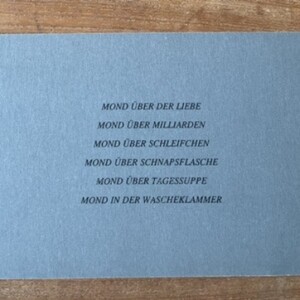 MOND ÜBER DER LIEBE
MOND ÜBER MILLIARDEN
MOND ÜBER SCHLEIFCHEN
MOND ÜBER SCHNAPSFLASCHE
MOND ÜBER TAGESSUPPE
MOND IN DER WASCHEKLAMMER